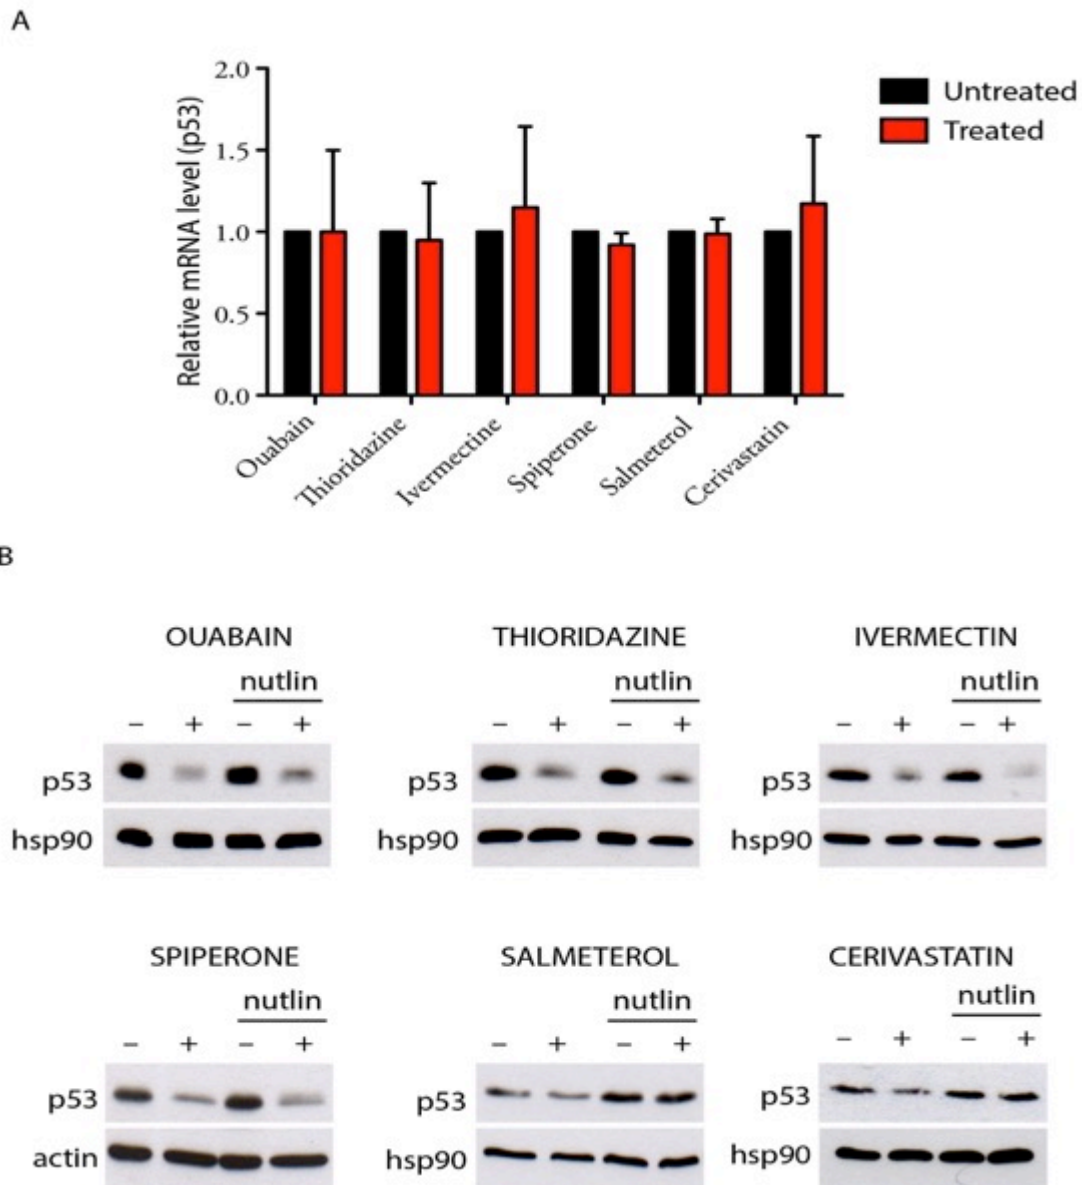 A
Relative mRNA level (p53)
2.0
1.5
1.0
0.5
0.0
Untreated
Treated
Ouabain
Thioridazine
Ivermectine
Spiperone
Salmeterol
Cerivastatin
B
OUABAIN
nutlin
– + – +
p53
hsp90
THIORIDAZINE
nutlin
– + – +
p53
hsp90
IVERMECTIN
nutlin
– + – +
p53
hsp90
SPIPERONE
nutlin
– + – +
p53
actin
SALMETEROL
nutlin
– + – +
p53
hsp90
CERIVASTATIN
nutlin
– + – +
p53
hsp90